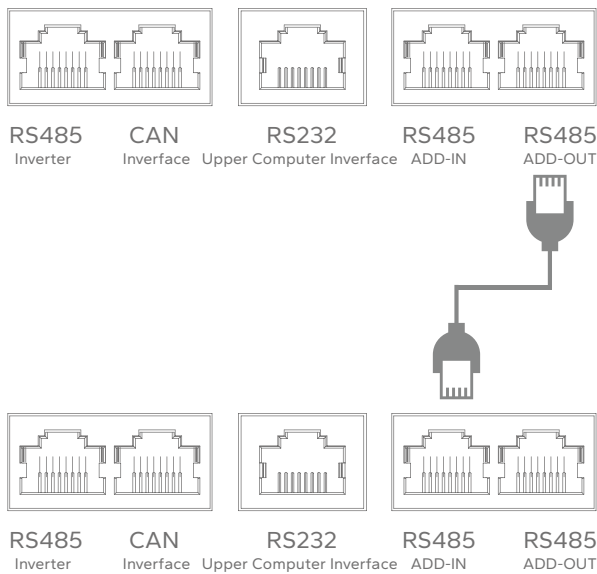 RS485 CAN RS232 RS485 RS485
Inverter Inverface Upper Computer Inverface ADD-IN ADD-OUT
RS485 CAN RS232 RS485 RS485
Inverter Inverface Upper Computer Inverface ADD-IN ADD-OUT